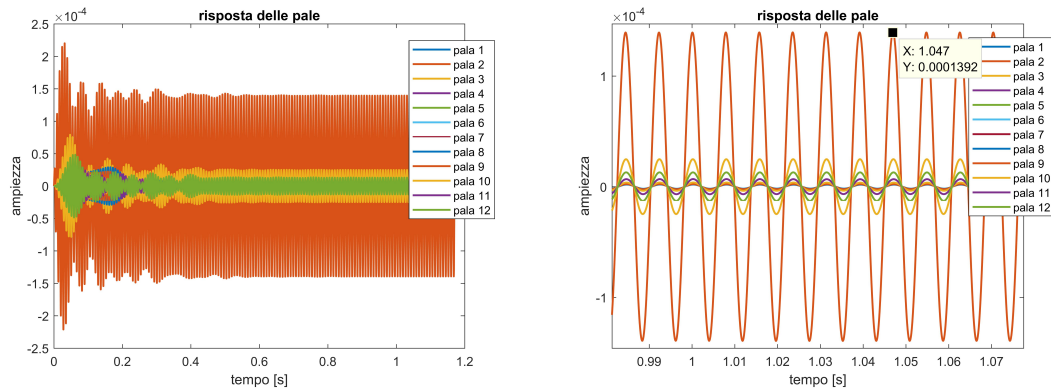 risposta delle pale
×10-4
2.5
2
1.5
1
0.5
0
-0.5
-1
-1.5
-2
-2.5
ampiezza
0 0.2 0.4 0.6 0.8 1 1.2
tempo [s]
pala 1
pala 2
pala 3
pala 4
pala 5
pala 6
pala 7
pala 8
pala 9
pala 10
pala 11
pala 12
risposta delle pale
×10-4
1
0
-1
ampiezza
0.99 1 1.01 1.02 1.03 1.04 1.05 1.06 1.07
tempo [s]
X: 1.047
Y: 0.0001392
pala 1
pala 2
pala 3
pala 4
pala 5
pala 6
pala 7
pala 8
pala 9
pala 10
pala 11
pala 12